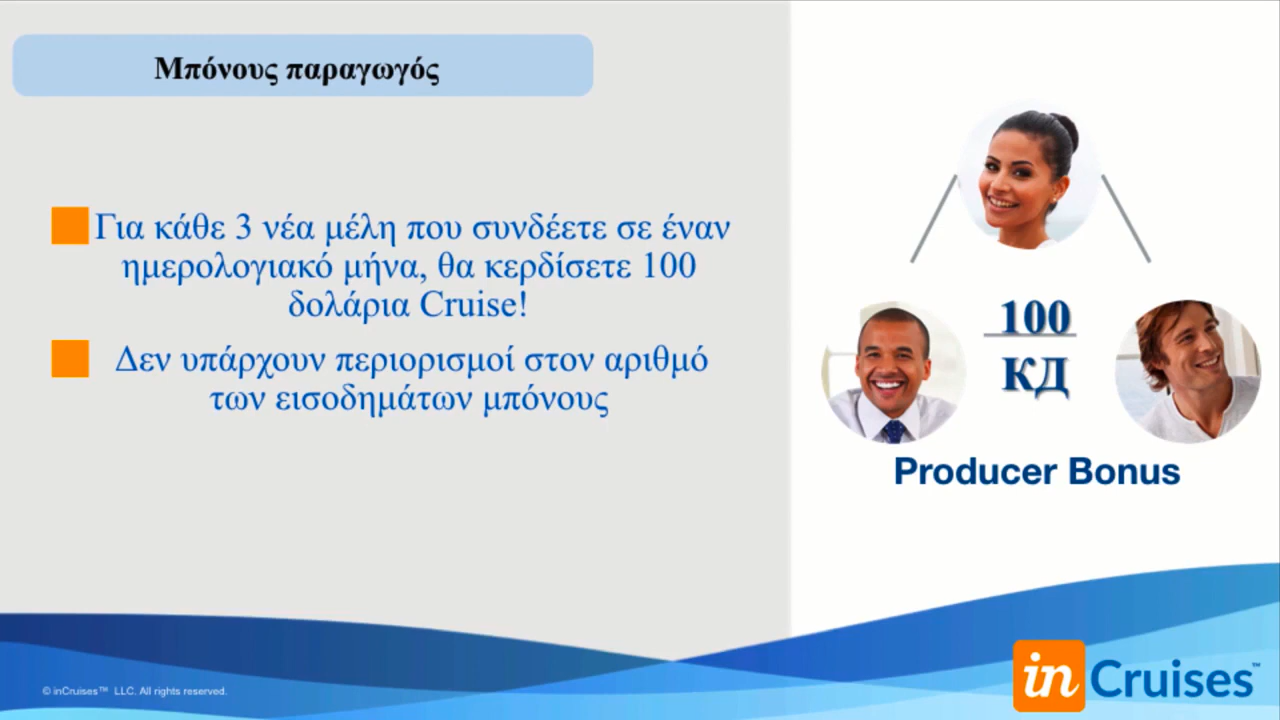 Μπόνους παραγωγός
Για κάθε 3 νέα μέλη που συνδέετε σε έναν
ημερολογιακό μήνα, θα κερδίσετε 100
δολάρια Cruise!
Δεν υπάρχουν περιορισμοί στον αριθμό
των εισοδημάτων μπόνους
100
КД
Producer Bonus
© inCruises™ LLC. All rights reserved.
inCruises™